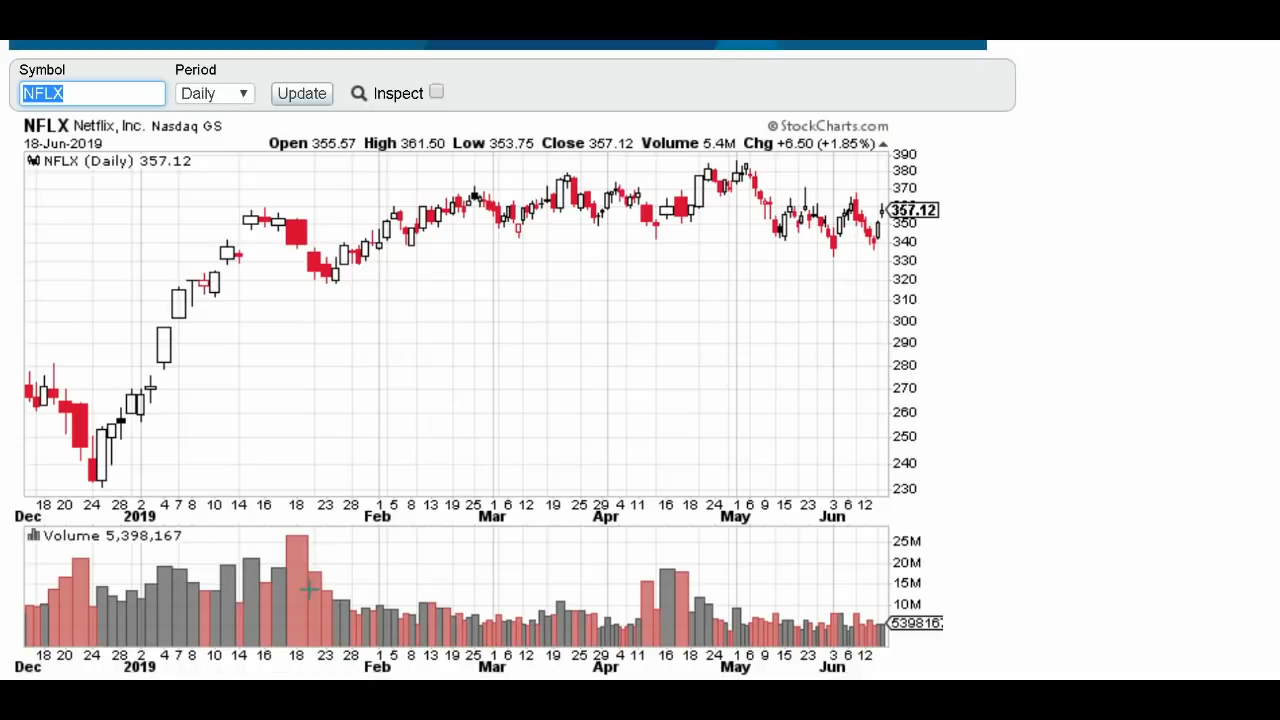 Symbol Period
NFLX Daily ▼ Update Inspect
NFLX Netflix, Inc. Nasdaq GS © StockCharts.com
18-Jun-2019 Open 355.57 High 361.50 Low 353.75 Close 357.12 Volume 5.4M Chg +6.50 (+1.85%)
NFLX (Daily) 357.12
390
380
370
357.12
350
340
330
320
310
300
290
280
270
260
250
240
230
18 20 24 28 2 4 7 8 10 14 16 18 23 28 1 5 8 13 19 25 1 6 12 19 25 29 4 11 16 18 24 1 6 9 15 23 3 6 12
Dec 2019 Feb Mar Apr May Jun
Volume 5,398,167
25M
20M
15M
10M
539816
18 20 24 28 2 4 7 8 10 14 16 18 23 28 1 5 8 13 19 25 1 6 12 19 25 29 4 11 16 18 24 1 6 9 15 23 3 6 12
Dec 2019 Feb Mar Apr May Jun